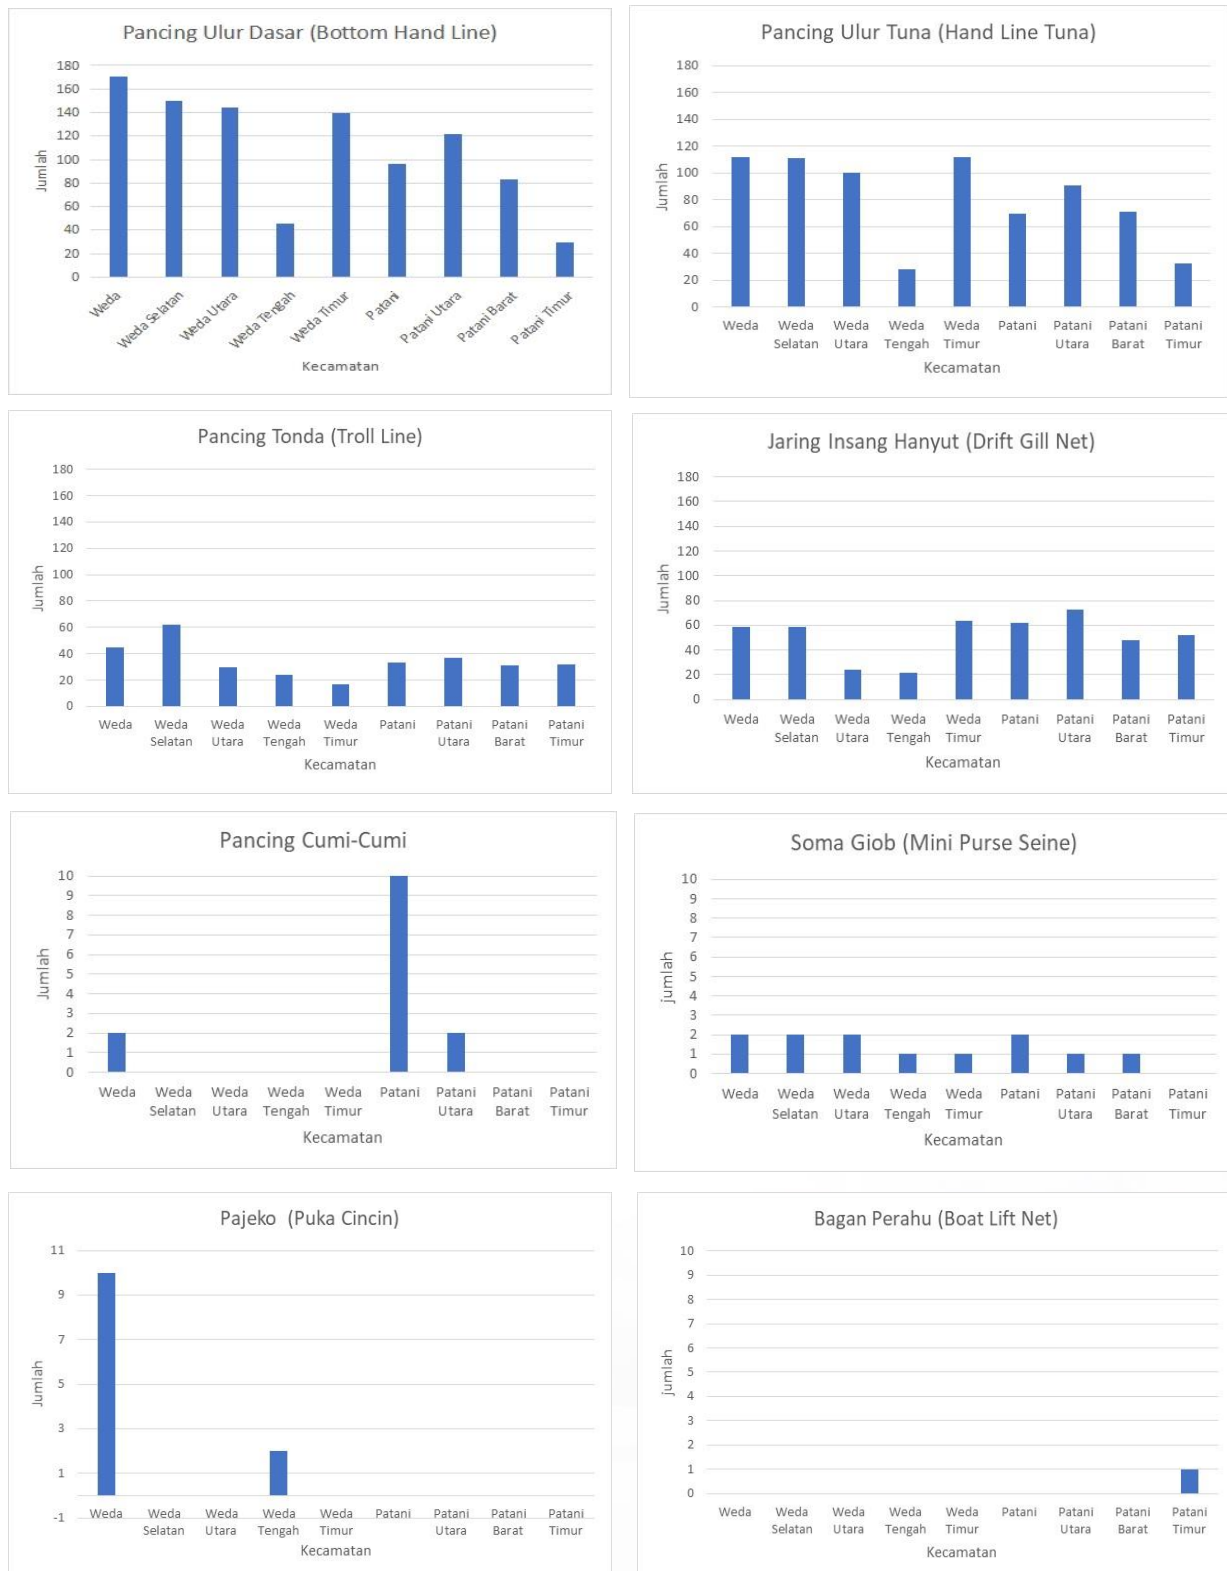 Pancing Ulur Dasar (Bottom Hand Line)
180
160
140
120
100
80
60
40
20
0
Jumlah
Weda
Weda Selatan
Weda Utara
Weda Tengah
Weda Timur
Patani
Patani Utara
Patani Barat
Patani Timur
Kecamatan
Pancing Ulur Tuna (Hand Line Tuna)
180
160
140
120
100
80
60
40
20
0
Jumlah
Weda Weda Weda Weda Weda Patani Patani Patani Patani
Selatan Utara Tengah Timur Utara Barat Timur
Kecamatan
Pancing Tonda (Troll Line)
180
160
140
120
100
80
60
40
20
0
Jumlah
Weda Weda Weda Weda Weda Patani Patani Patani Patani
Selatan Utara Tengah Timur Utara Barat Timur
Kecamatan
Jaring Insang Hanyut (Drift Gill Net)
180
160
140
120
100
80
60
40
20
0
Jumlah
Weda Weda Weda Weda Weda Patani Patani Patani Patani
Selatan Utara Tengah Timur Utara Barat Timur
Kecamatan
Pancing Cumi-Cumi
10
9
8
7
6
5
4
3
2
1
0
Jumlah
Weda Weda Weda Weda Weda Patani Patani Patani Patani
Selatan Utara Tengah Timur Utara Barat Timur
Kecamatan
Soma Giob (Mini Purse Seine)
10
9
8
7
6
5
4
3
2
1
0
jumlah
Weda Weda Weda Weda Weda Patani Patani Patani Patani
Selatan Utara Tengah Timur Utara Barat Timur
Kecamatan
Pajeko (Puka Cincin)
11
9
7
5
3
1
-1
Jumlah
Weda Weda Weda Weda Weda Patani Patani Patani Patani
Selatan Utara Tengah Timur Utara Barat Timur
Kecamatan
Bagan Perahu (Boat Lift Net)
10
9
8
7
6
5
4
3
2
1
0
jumlah
Weda Weda Weda Weda Weda Patani Patani Patani Patani
Selatan Utara Tengah Timur Utara Barat Timur
Kecamatan